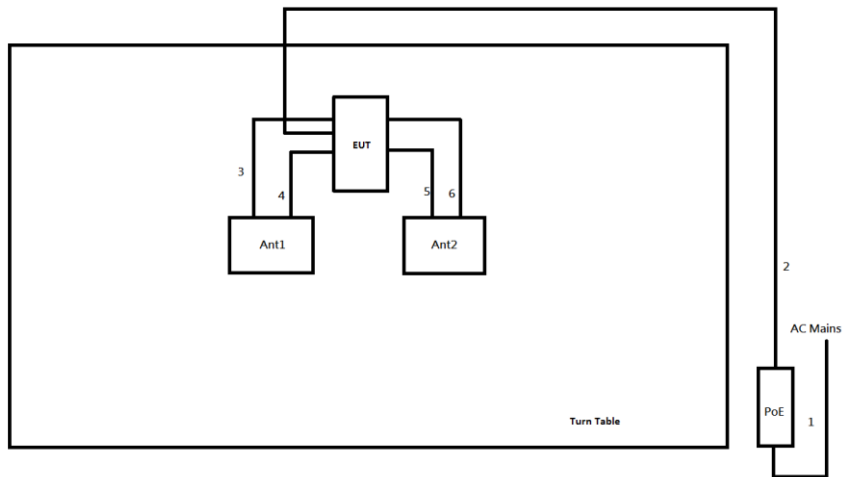 EUT
3
4
5
6
Ant1
Ant2
2
AC Mains
PoE
1
Turn Table